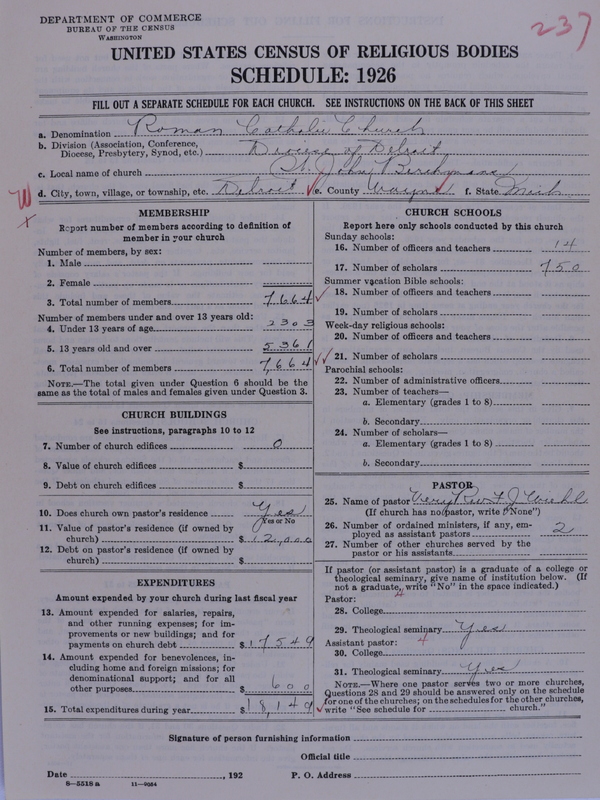 DEPARTMENT OF COMMERCE
BUREAU OF THE CENSUS
WASHINGTON
237
UNITED STATES CENSUS OF RELIGIOUS BODIES
SCHEDULE: 1926
FILL OUT A SEPARATE SCHEDULE FOR EACH CHURCH. SEE INSTRUCTIONS ON THE BACK OF THIS SHEET
a. Denomination Roman Catholic Church
b. Division (Association, Conference,
Diocese, Presbytery, Synod, etc.) Diocese of Detroit
c. Local name of church St. John Berchmans
d. City, town, village, or township, etc. Detroit e. County Wayne f. State Mich
W
x
MEMBERSHIP
Report number of members according to definition of
member in your church
Number of members, by sex:
1. Male
2. Female
3. Total number of members 7664
Number of members under and over 13 years old:
4. Under 13 years of age 2303
5. 13 years old and over 5361
6. Total number of members 7,664
NOTE.—The total given under Question 6 should be
same as the total of males and females given under Question 3.
CHURCH BUILDINGS
See instructions, paragraphs 10 to 12
7. Number of church edifices 0
8. Value of church edifices $
9. Debt on church edifices $
10. Does church own pastor's residence Yes
Yes or No
11. Value of pastor's residence (if owned by
church) $12,000
12. Debt on pastor's residence (if owned by
church) $
EXPENDITURES
Amount expended by your church during last fiscal year
13. Amount expended for salaries, repairs,
and other running expenses; for im-
provements or new buildings; and for
payments on church debt $17549
14. Amount expended for benevolences, in-
cluding home and foreign missions; for
denominational support; and for all
other purposes $600
15. Total expenditures during year $18,149
CHURCH SCHOOLS
Report here only schools conducted by this church
Sunday schools:
16. Number of officers and teachers 14
17. Number of scholars 750
Summer vacation Bible schools:
18. Number of officers and teachers
19. Number of scholars
Week-day religious schools:
20. Number of officers and teachers
21. Number of scholars
Parochial schools:
22. Number of administrative officers
23. Number of teachers—
a. Elementary (grades 1 to 8)
b. Secondary
24. Number of scholars—
a. Elementary (grades 1 to 8)
b. Secondary
PASTOR
25. Name of pastor Very Rev F. J.
(If church has no pastor, write "None")
26. Number of ordained ministers, if any, em-
ployed as assistant pastors 2
27. Number of other churches served by the
pastor or his assistants
If pastor (or assistant pastor) is a graduate of a college or
theological seminary, give name of institution below. (If
not a graduate, write "No" in the space indicated.)
Pastor: 4
28. College
29. Theological seminary Yes
Assistant pastor: 4
30. College
31. Theological seminary Yes
NOTE.—Where one pastor serves two or more churches,
Questions 28 and 29 should be answered only on the schedule
for one of the churches; on the schedules for the other churches,
write "See schedule for church."
Signature of person furnishing information
Official title
Date , 192 P. O. Address
8—5518 a 11—9064